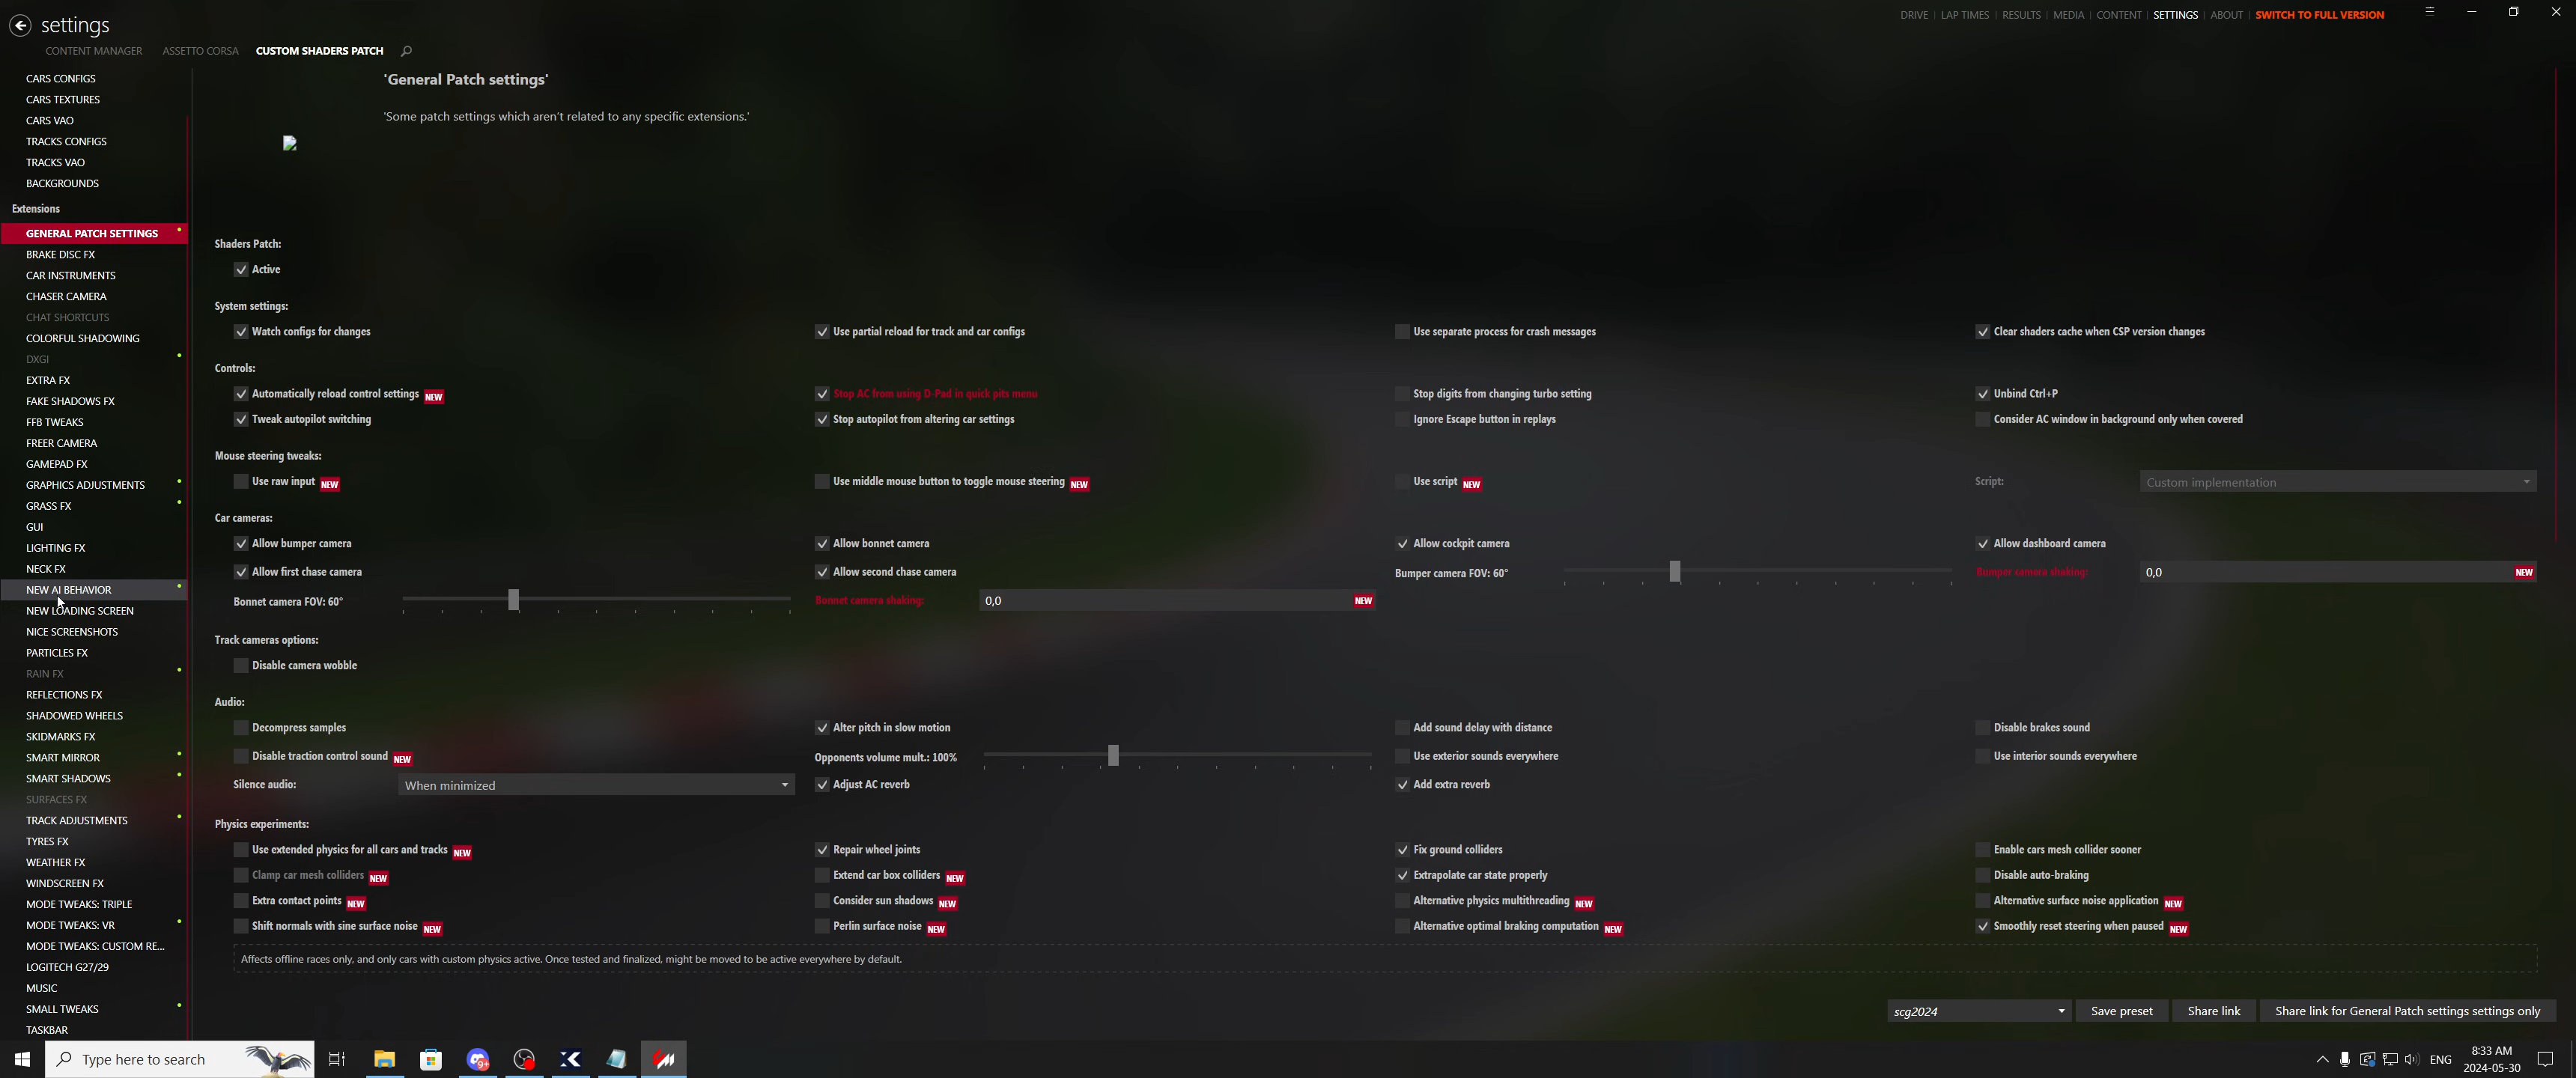 settings
DRIVE | LAP TIMES | RESULTS | MEDIA | CONTENT | SETTINGS | ABOUT | SWITCH TO FULL VERSION
CONTENT MANAGER ASSETTO CORSA CUSTOM SHADERS PATCH
CARS CONFIGS
CARS TEXTURES
CARS VAO
TRACKS CONFIGS
TRACKS VAO
BACKGROUNDS
Extensions
GENERAL PATCH SETTINGS
BRAKE DISC FX
CAR INSTRUMENTS
CHASER CAMERA
CHAT SHORTCUTS
COLORFUL SHADOWING
DXGI
EXTRA FX
FAKE SHADOWS FX
FFB TWEAKS
FREER CAMERA
GAMEPAD FX
GRAPHICS ADJUSTMENTS
GRASS FX
GUI
LIGHTING FX
NECK FX
NEW AI BEHAVIOR
NEW LOADING SCREEN
NICE SCREENSHOTS
PARTICLES FX
RAIN FX
REFLECTIONS FX
SHADOWED WHEELS
SKIDMARKS FX
SMART MIRROR
SMART SHADOWS
SURFACES FX
TRACK ADJUSTMENTS
TYRES FX
WEATHER FX
WINDSCREEN FX
MODE TWEAKS: TRIPLE
MODE TWEAKS: VR
MODE TWEAKS: CUSTOM RE...
LOGITECH G27/29
MUSIC
SMALL TWEAKS
TASKBAR
'General Patch settings'
'Some patch settings which aren't related to any specific extensions.'
Shaders Patch:
Active
System settings:
Watch configs for changes Use partial reload for track and car configs Use separate process for crash messages Clear shaders cache when CSP version changes
Controls:
Automatically reload control settings NEW Stop AC from using D-Pad in quick pits menu Stop digits from changing turbo setting Unbind Ctrl+P
Tweak autopilot switching Stop autopilot from altering car settings Ignore Escape button in replays Consider AC window in background only when covered
Mouse steering tweaks:
Use raw input NEW Use middle mouse button to toggle mouse steering NEW Use script NEW Script: Custom implementation
Car cameras:
Allow bumper camera Allow bonnet camera Allow cockpit camera Allow dashboard camera
Allow first chase camera Allow second chase camera Bumper camera FOV: 60° Bumper camera shaking: 0,0 NEW
Bonnet camera FOV: 60° Bonnet camera shaking: 0,0 NEW
Track cameras options:
Disable camera wobble
Audio:
Decompress samples Alter pitch in slow motion Add sound delay with distance Disable brakes sound
Disable traction control sound NEW Opponents volume mult.: 100% Use exterior sounds everywhere Use interior sounds everywhere
Silence audio: When minimized Adjust AC reverb Add extra reverb
Physics experiments:
Use extended physics for all cars and tracks NEW Repair wheel joints Fix ground colliders Enable cars mesh collider sooner
Clamp car mesh colliders NEW Extend car box colliders NEW Extrapolate car state properly Disable auto-braking
Extra contact points NEW Consider sun shadows NEW Alternative physics multithreading NEW Alternative surface noise application NEW
Shift normals with sine surface noise NEW Perlin surface noise NEW Alternative optimal braking computation NEW Smoothly reset steering when paused NEW
Affects offline races only, and only cars with custom physics active. Once tested and finalized, might be moved to be active everywhere by default.
scg2024 Save preset Share link Share link for General Patch settings settings only
Type here to search 9+ ENG 8:33 AM
2024-05-30